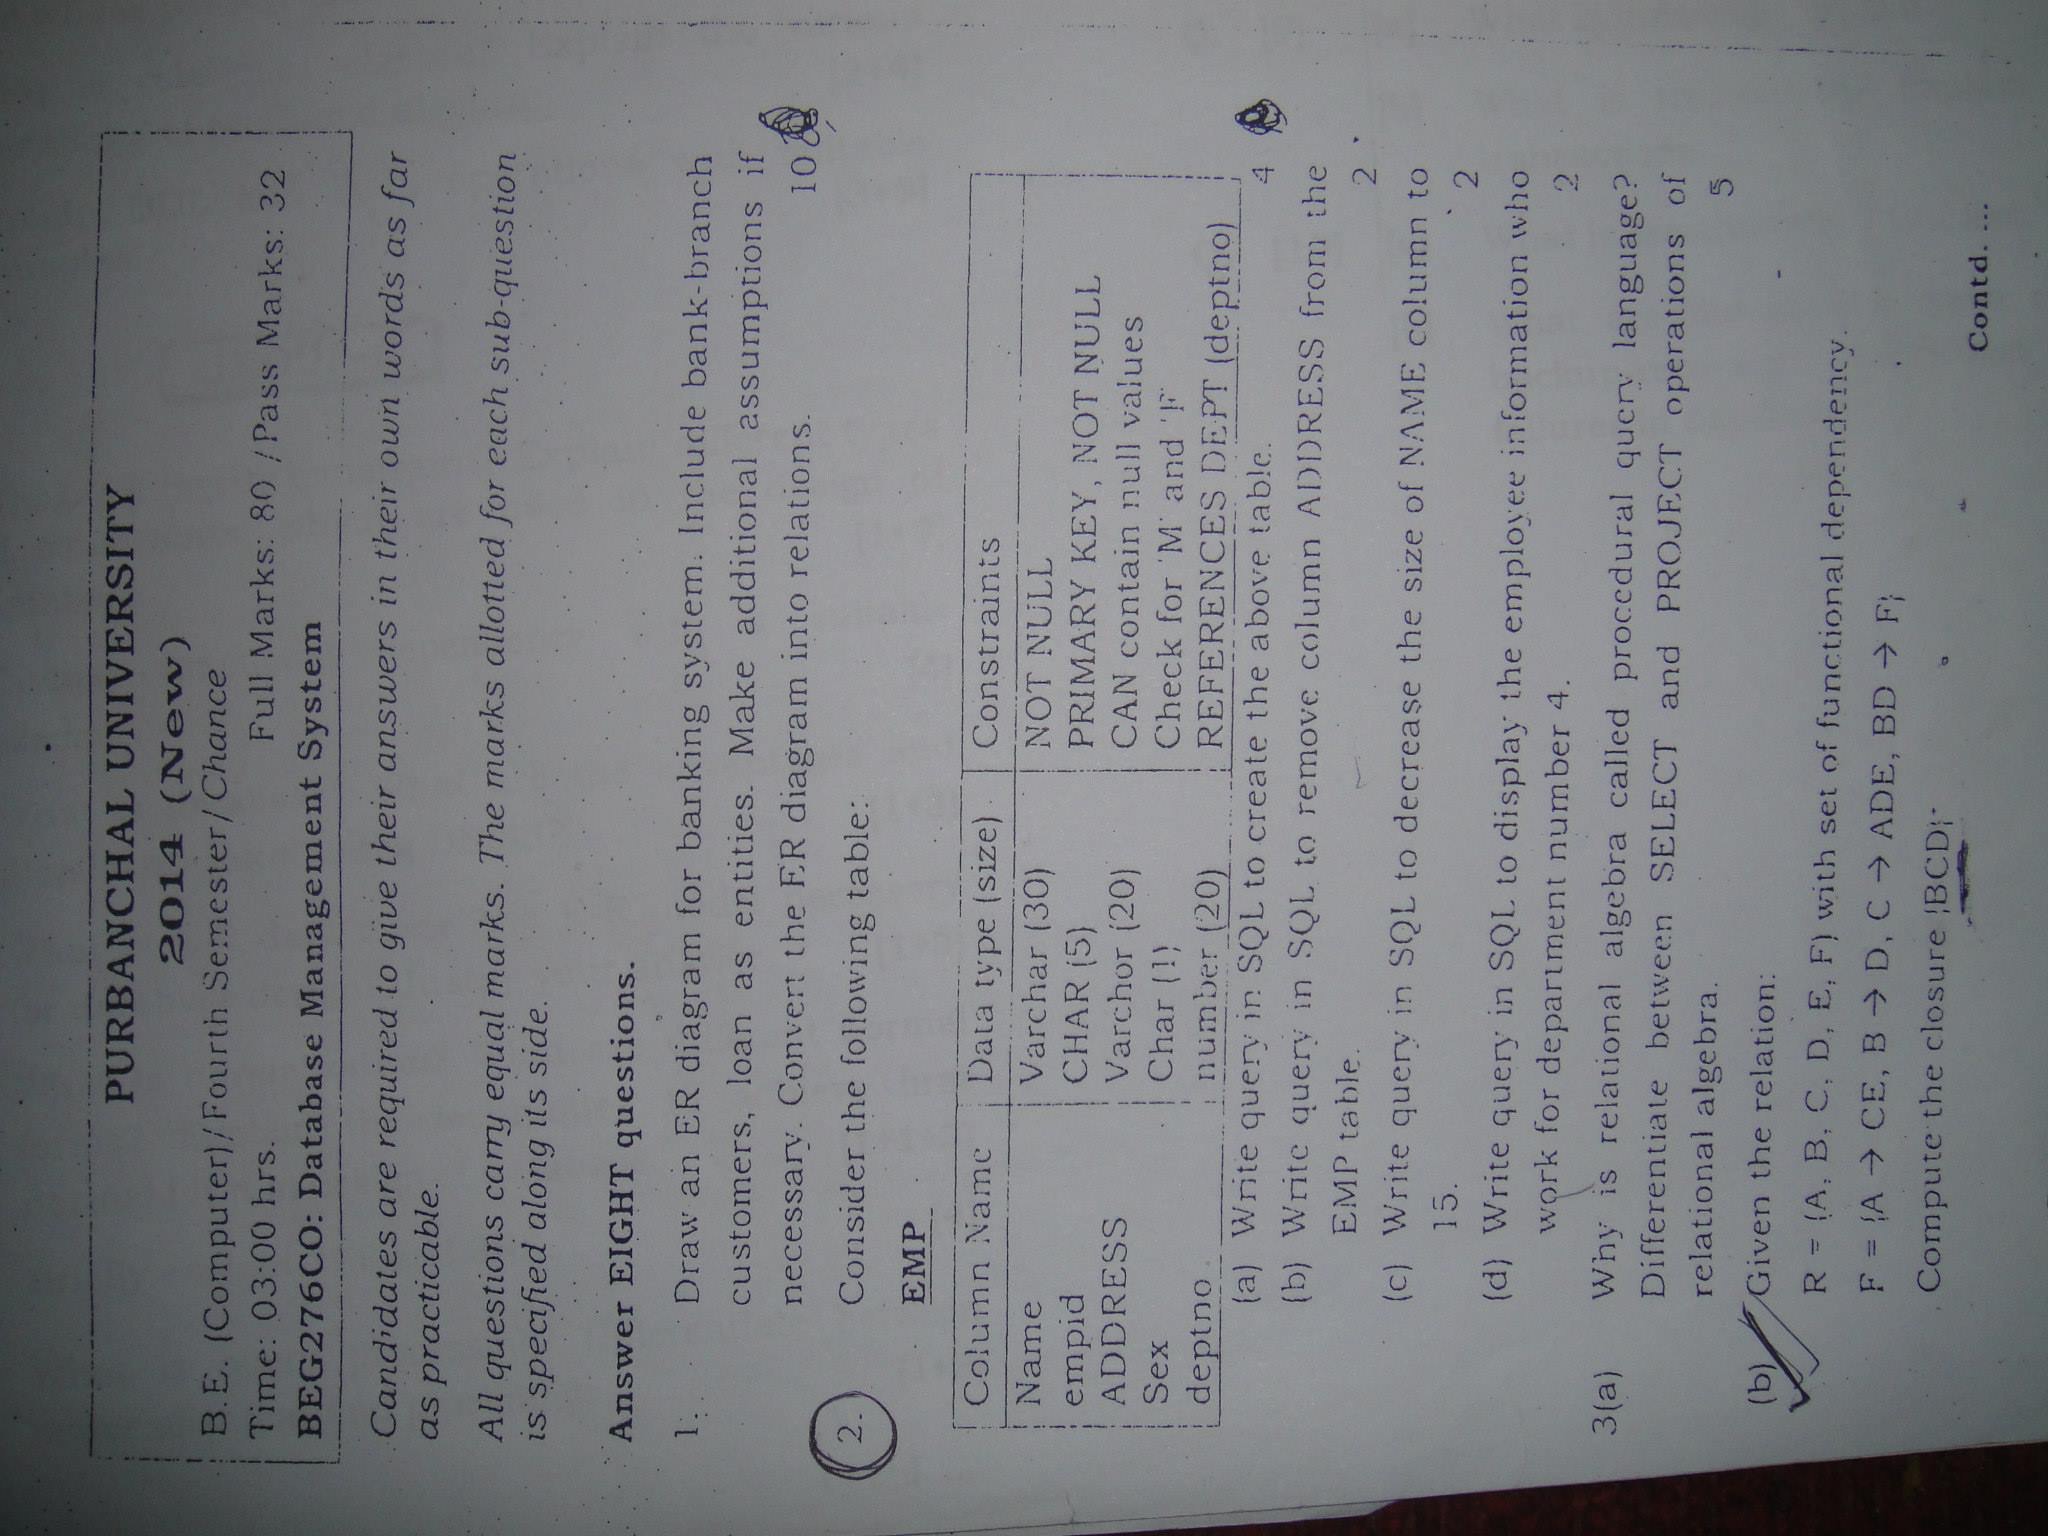 PURBANCHAL UNIVERSITY
2014 (New)
B.E. (Computer)/Fourth Semester/Chance
Time: 03:00 hrs. Full Marks: 80 /Pass Marks: 32
BEG276CO: Database Management System
Candidates are required to give their answers in their own words as far
as practicable.
All questions carry equal marks. The marks allotted for each sub-question
is specified along its side.
Answer EIGHT questions.
1. Draw an ER diagram for banking system. Include bank-branch
customers, loan as entities. Make additional assumptions if
necessary. Convert the ER diagram into relations. 10
2. Consider the following table:
EMP
Column Name Data type (size) Constraints
Name Varchar (30) NOT NULL
empid CHAR (5) PRIMARY KEY, NOT NULL
ADDRESS Varchor (20) CAN contain null values
Sex Char (1) Check for 'M' and 'F'
deptno number (20) REFERENCES DEPT (deptno)
(a) Write query in SQL to create the above table. 4
(b) Write query in SQL to remove column ADDRESS from the
EMP table. 2
(c) Write query in SQL to decrease the size of NAME column to
15. 2
(d) Write query in SQL to display the employee information who
work for department number 4. 2
3(a) Why is relational algebra called procedural query language?
Differentiate between SELECT and PROJECT operations of
relational algebra. 5
(b) Given the relation:
R = {A, B, C, D, E, F} with set of functional dependency.
F = {A → CE, B → D, C → ADE, BD → F}
Compute the closure {BCD}+
Contd. ...